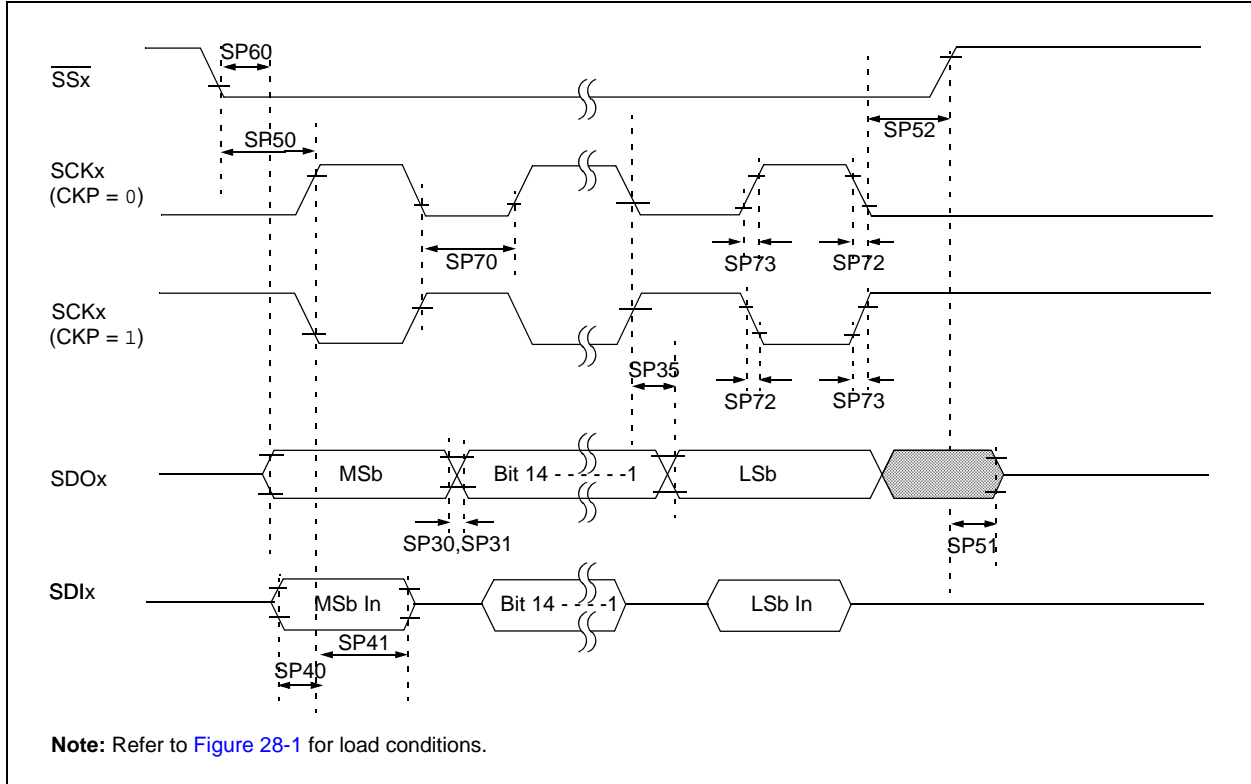 SP60
SSx
SP50
SP52
SCKx
(CKP = 0)
SP70
SP73
SP72
SCKx
(CKP = 1)
SP35
SP72
SP73
SDOx
MSb
Bit 14 - - - - - -1
LSb
SP30,SP31
SP51
SDIx
MSb In
Bit 14 - - - - -1
LSb In
SP41
SP40
Note: Refer to Figure 28-1 for load conditions.